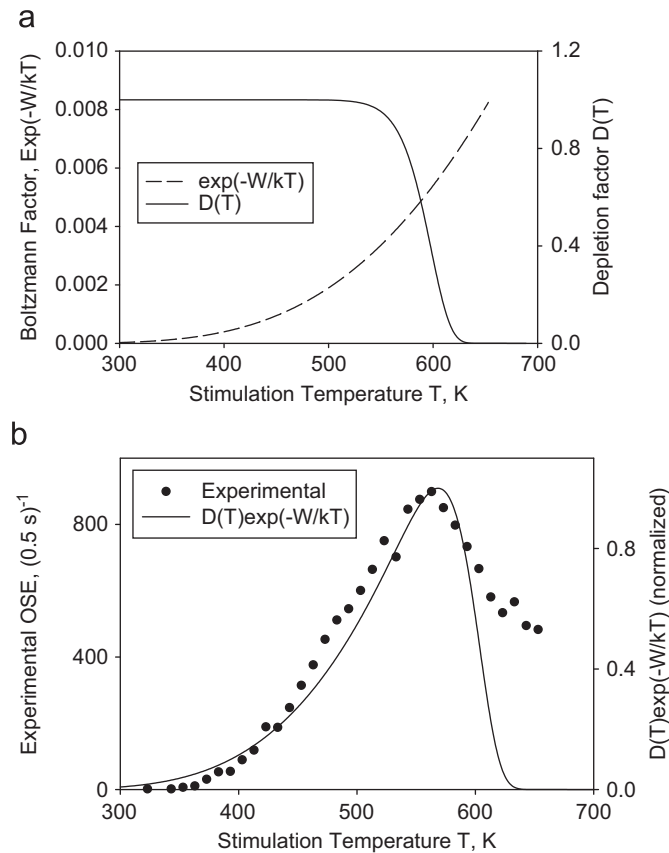 a
0.010
0.008
0.006
0.004
0.002
0.000
Boltzmann Factor, Exp(-W/kT)
1.2
0.8
0.4
0.0
Depletion factor D(T)
exp(-W/kT)
D(T)
300 400 500 600 700
Stimulation Temperature T, K
b
800
400
0
Experimental OSE, (0.5 s)-1
0.8
0.4
0.0
D(T)exp(-W/kT) (normalized)
Experimental
D(T)exp(-W/kT)
300 400 500 600 700
Stimulation Temperature T, K